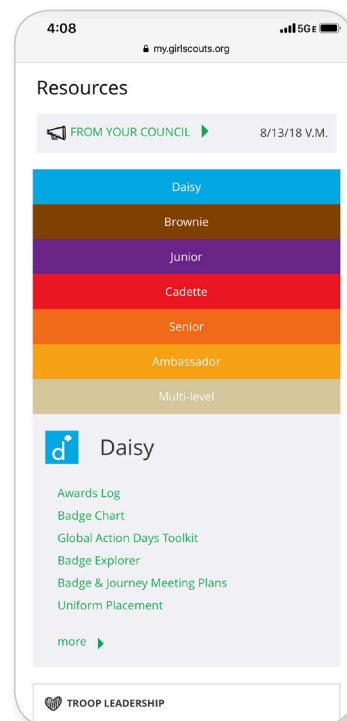 4:08
5GE
my.girlscouts.org
Resources
FROM YOUR COUNCIL
8/13/18 V.M.
Daisy
Brownie
Junior
Cadette
Senior
Ambassador
Multi-level
d
Daisy
Awards Log
Badge Chart
Global Action Days Toolkit
Badge Explorer
Badge & Journey Meeting Plans
Uniform Placement
more
TROOP LEADERSHIP